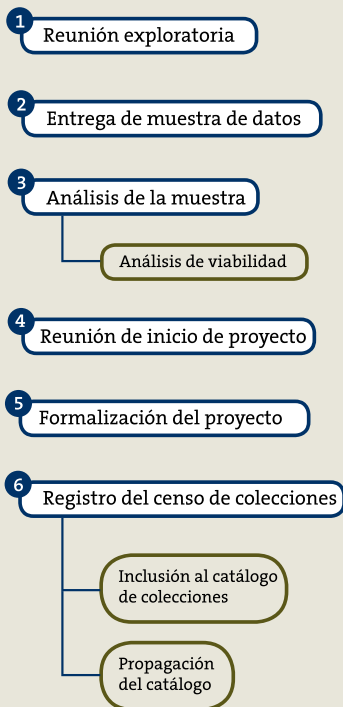 1
Reunión exploratoria
2
Entrega de muestra de datos
3
Análisis de la muestra
Análisis de viabilidad
4
Reunión de inicio de proyecto
5
Formalización del proyecto
6
Registro del censo de colecciones
Inclusión al catálogo
de colecciones
Propagación
del catálogo